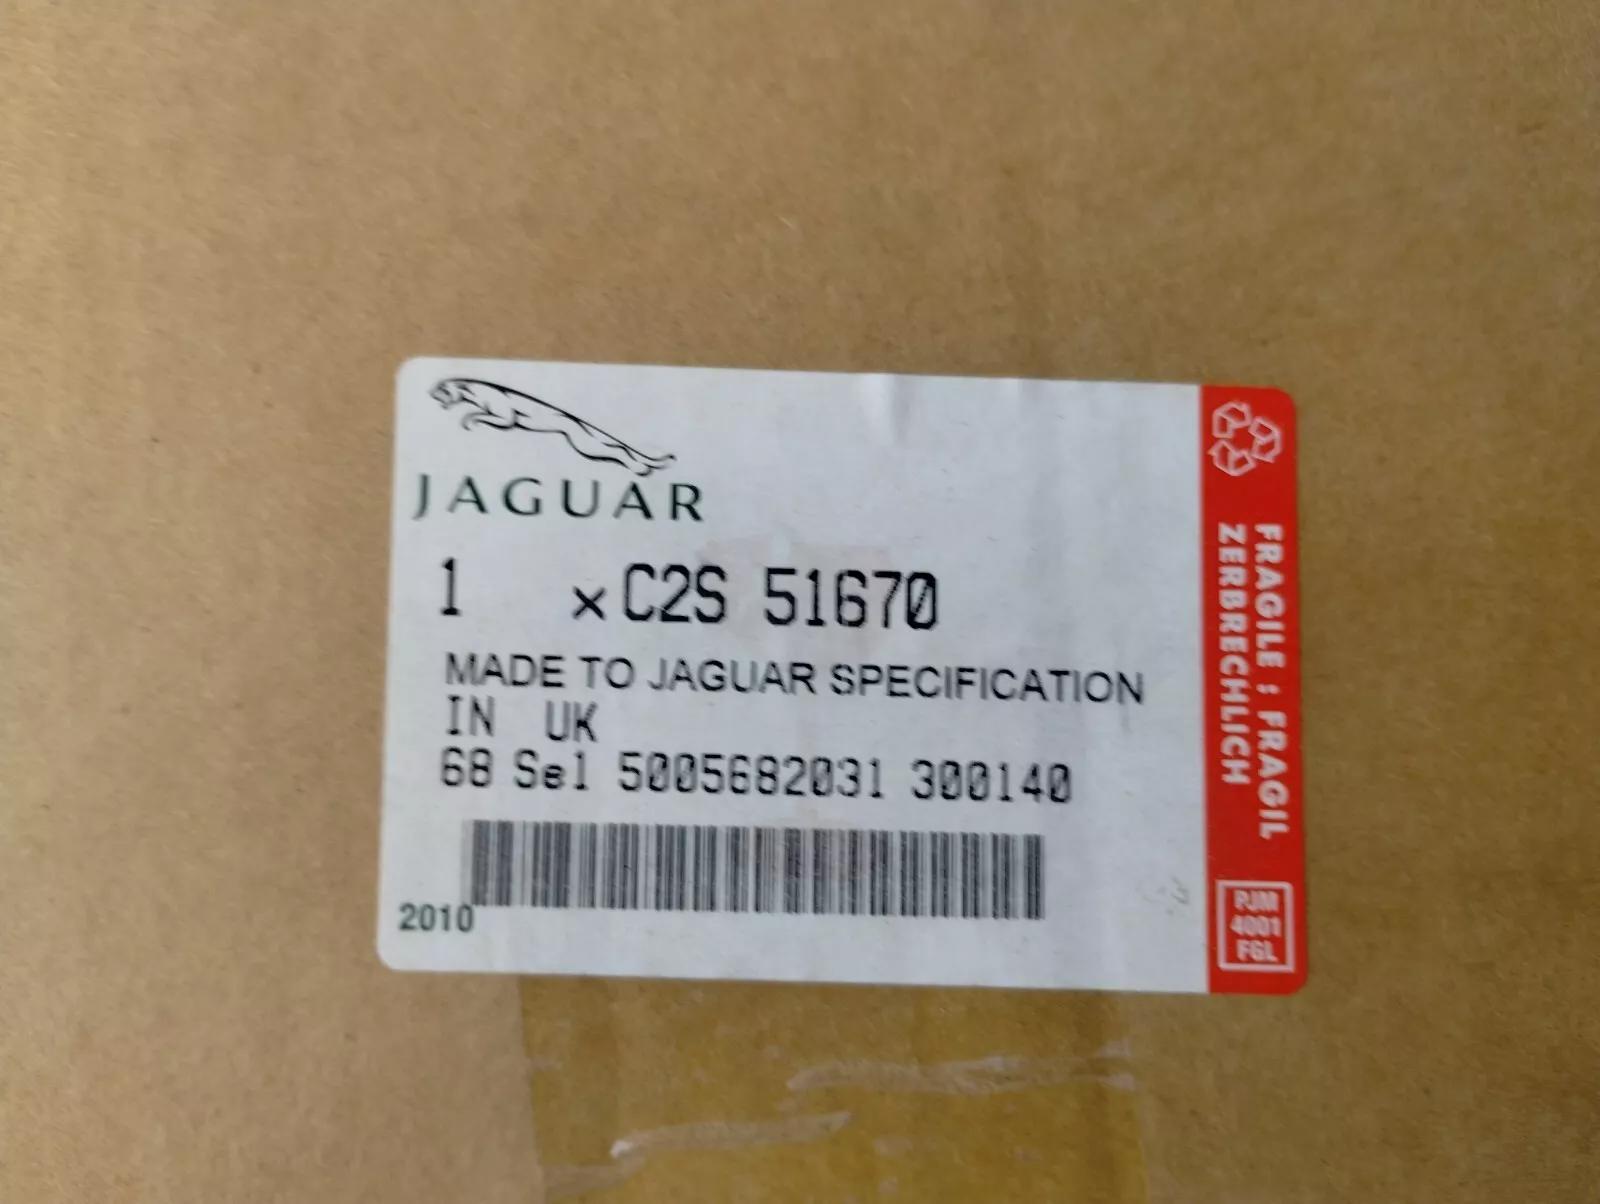 JAGUAR
1 x C2S 51670
MADE TO JAGUAR SPECIFICATION
IN UK
68 Sel 5005682031 300140
2010
FRAGILE : FRAGIL
ZERBRECHLICH
PJM
4001
FGL